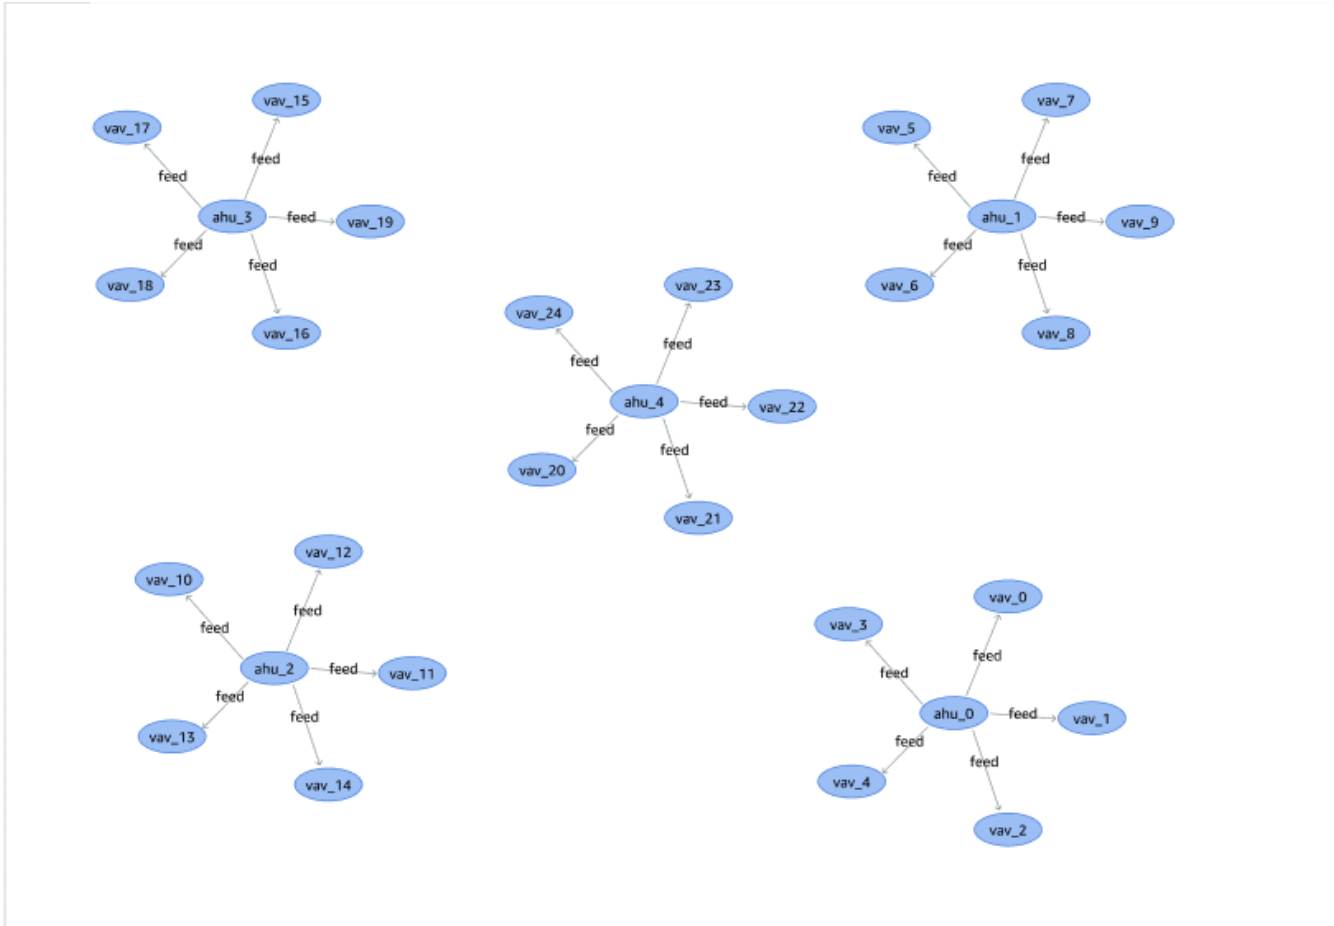 vav_15
vav_17
feed
feed
ahu_3
feed
vav_19
feed
feed
vav_18
vav_16
vav_7
vav_5
feed
feed
ahu_1
feed
vav_9
feed
feed
vav_6
vav_8
vav_23
vav_24
feed
feed
ahu_4
feed
vav_22
feed
feed
vav_20
vav_21
vav_12
vav_10
feed
feed
ahu_2
feed
vav_11
feed
feed
vav_13
vav_14
vav_0
vav_3
feed
feed
ahu_0
feed
vav_1
feed
feed
vav_4
vav_2